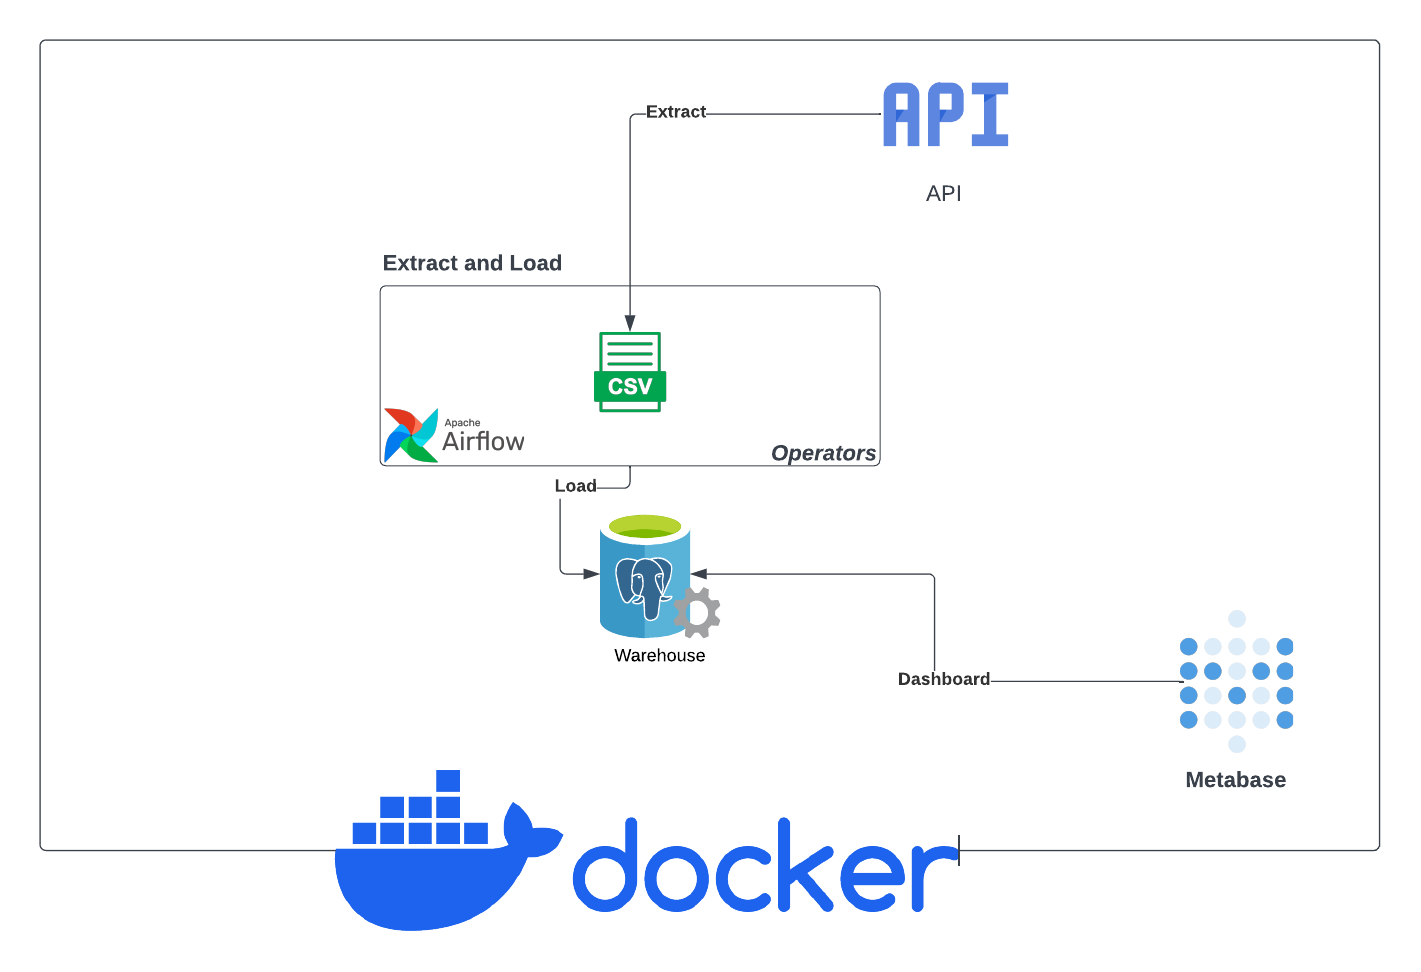 API
Extract
API
Extract and Load
CSV
Apache
Airflow
Operators
Load
Warehouse
Dashboard
Metabase
docker